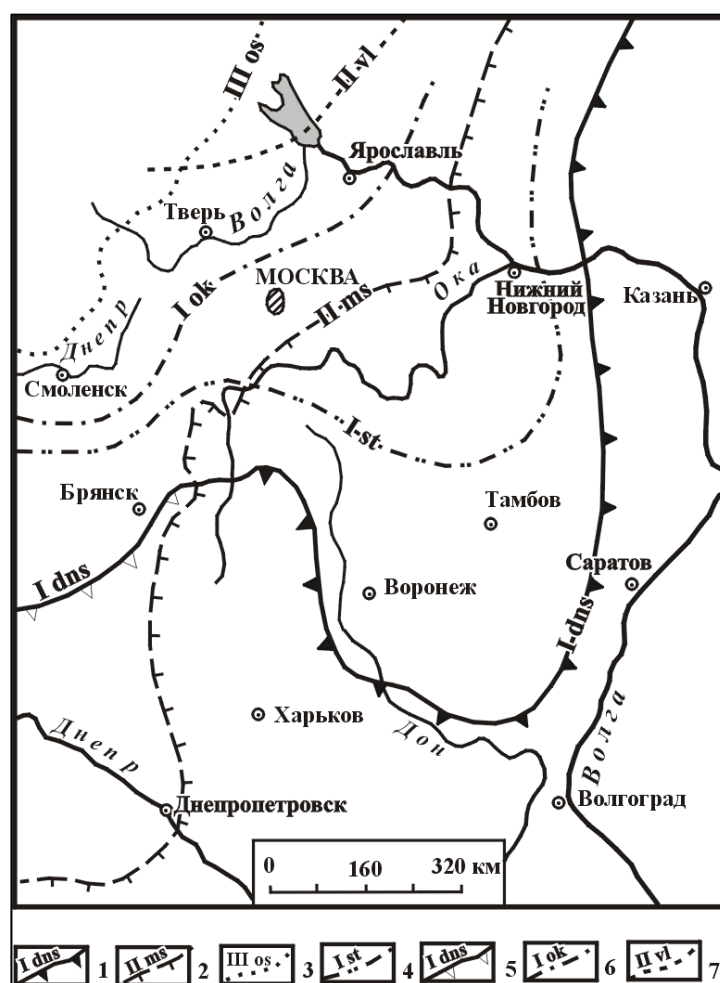 III os
II vl
Ярославль
Волга
Тверь
МОСКВА
I ok
II ms
Ока
Нижний
Новгород
Казань
Днепр
Смоленск
I st
Брянск
Тамбов
I dns
Саратов
Воронеж
I dns
Харьков
Дон
Волга
Днепр
Днепропетровск
Волгоград
0 160 320 км
I dns 1 II ms 2 III os 3 I st 4 I dns 5 I ok 6 II vl 7